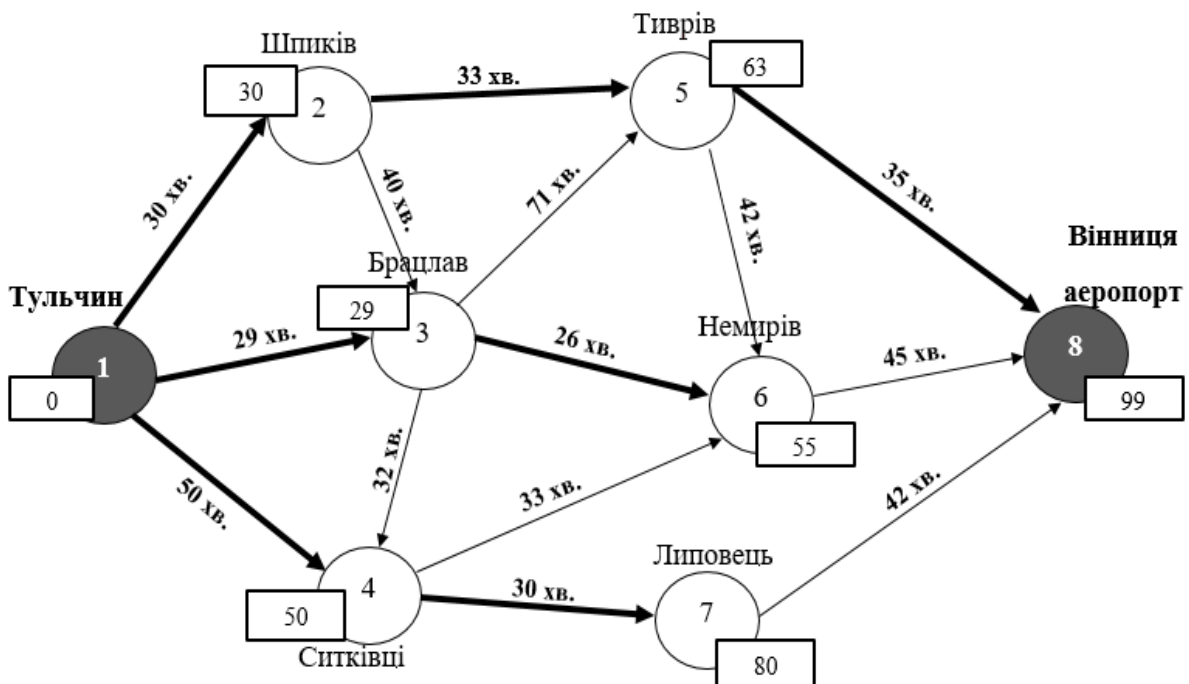 Шпиків
30
2
33 хв.
Тиврів
63
5
30 хв.
40 хв.
71 хв.
42 хв.
35 хв.
Вінниця
аеропорт
Тульчин
1
0
29 хв.
Брацлав
29
3
26 хв.
Немирів
6
55
45 хв.
8
99
50 хв.
32 хв.
33 хв.
42 хв.
4
50
Ситківці
30 хв.
Липовець
7
80